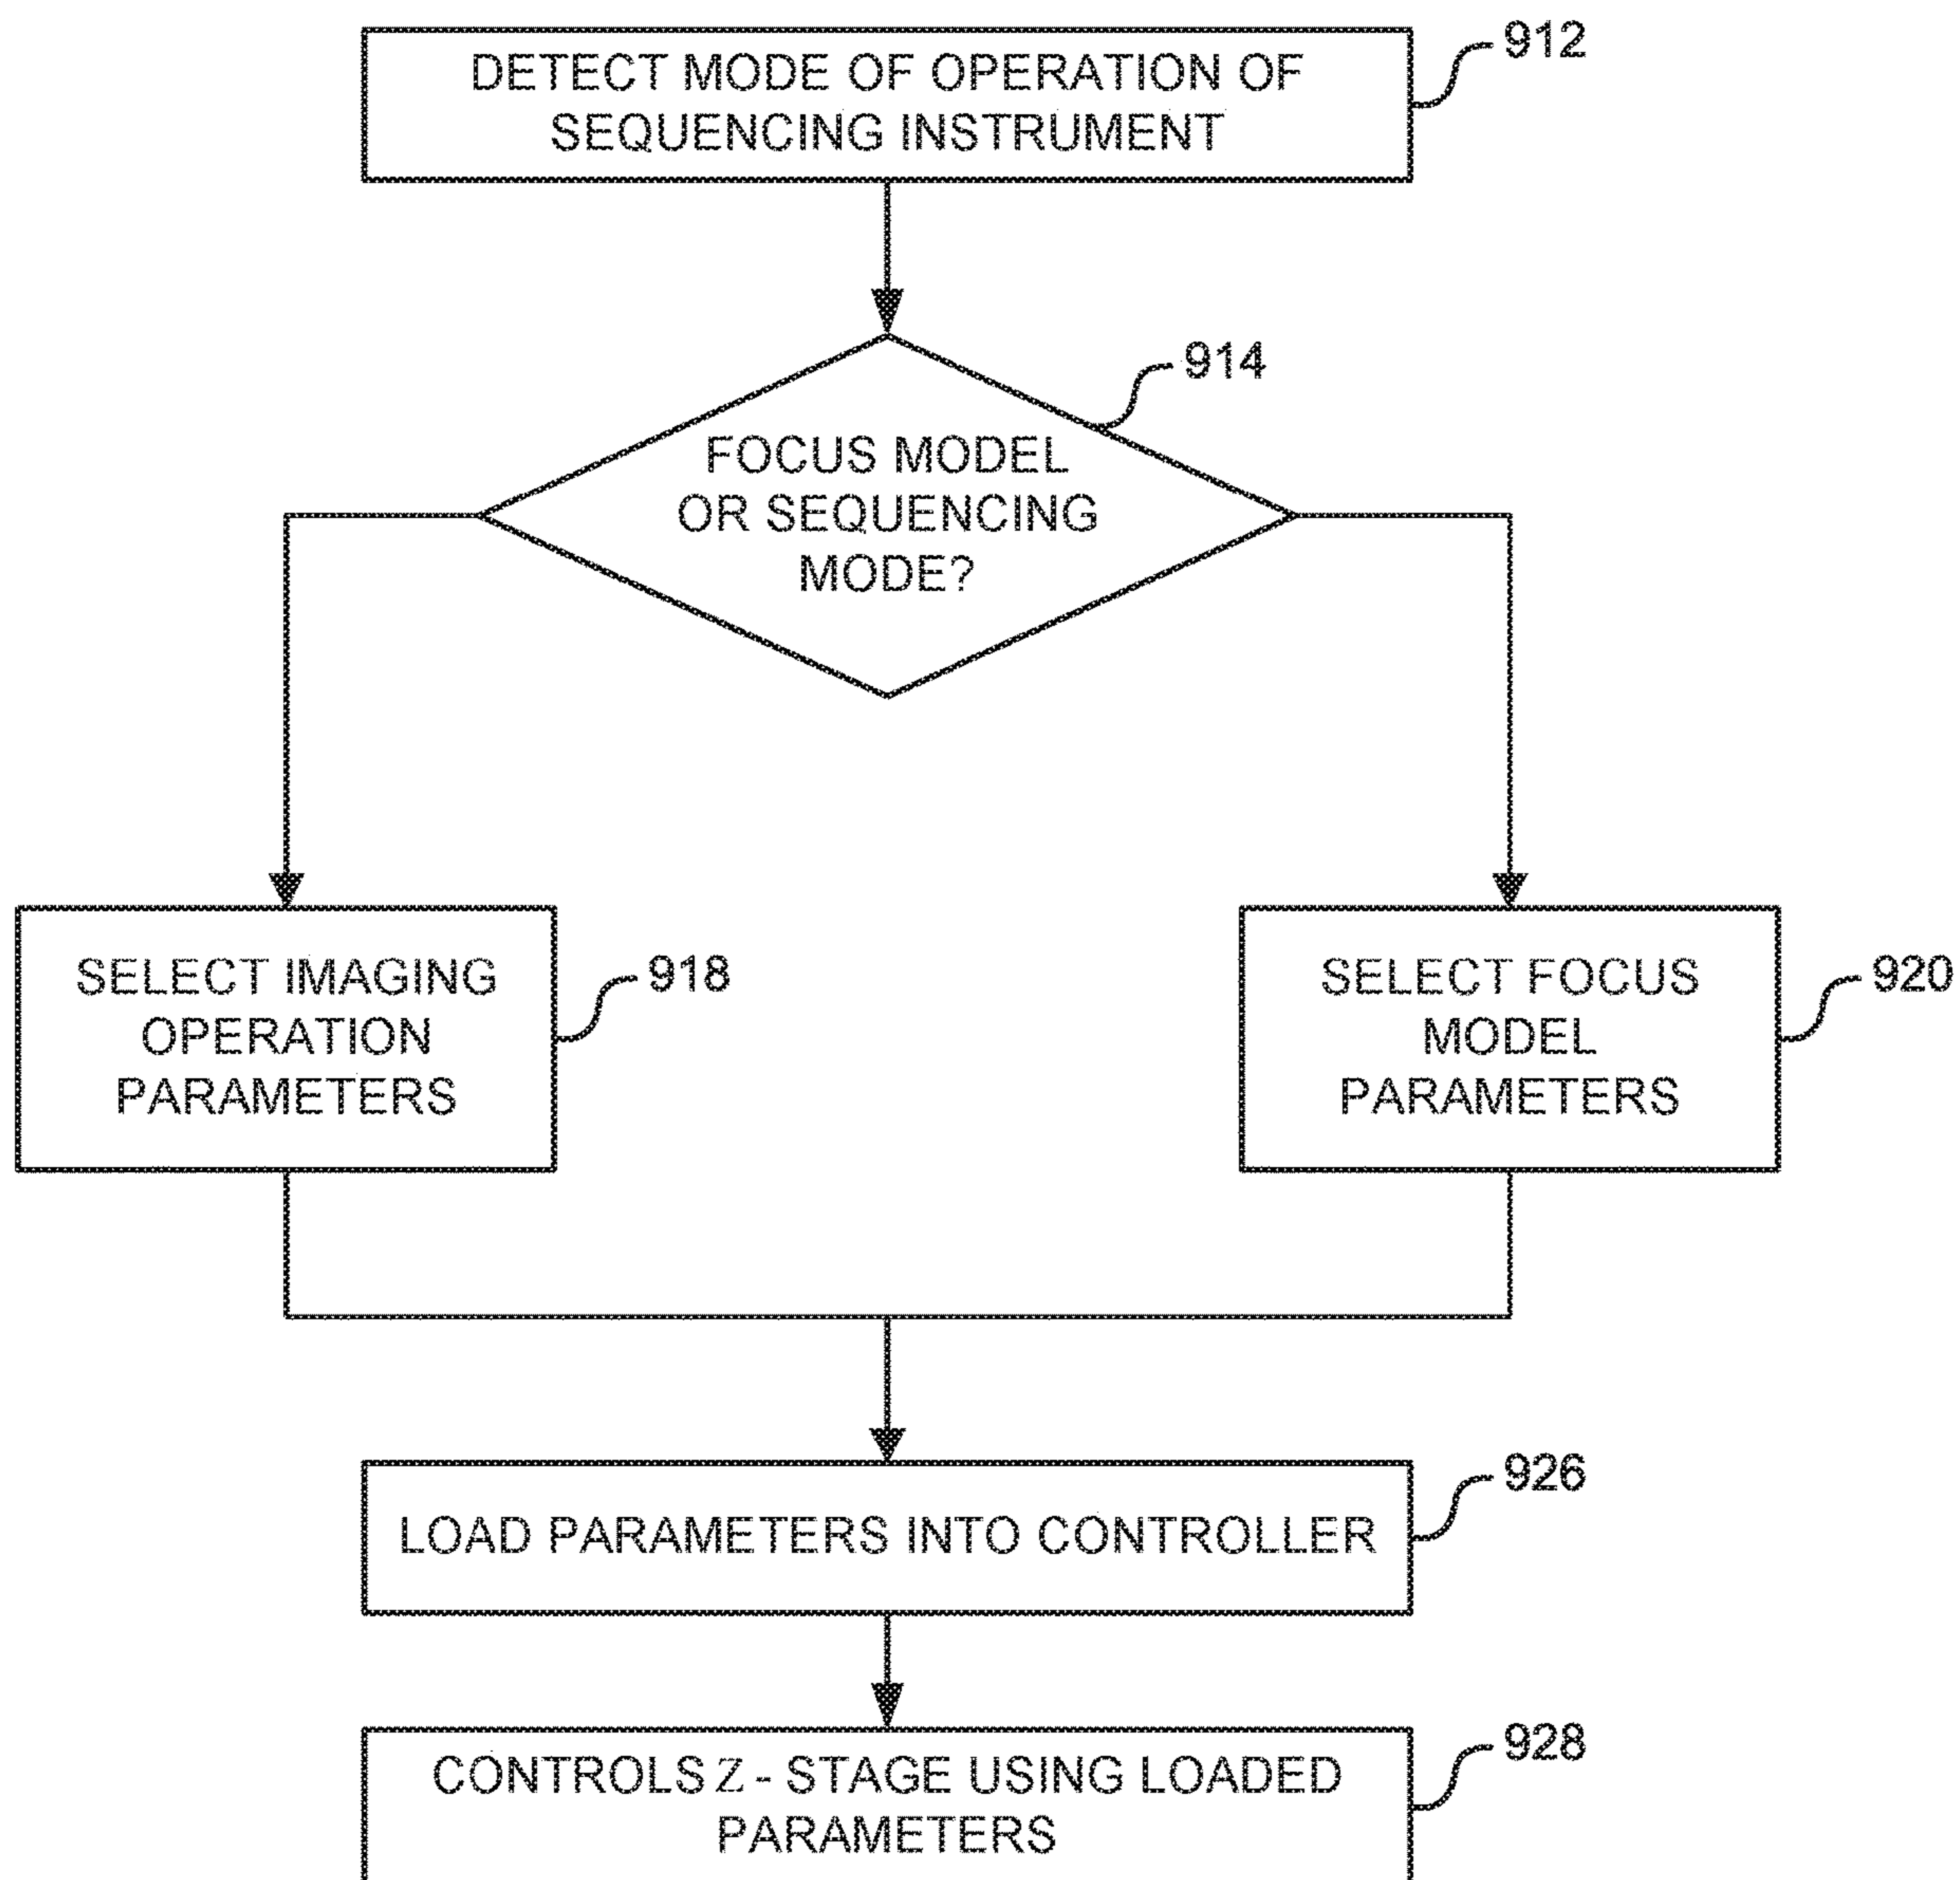 DETECT MODE OF OPERATION OF
SEQUENCING INSTRUMENT
912
914
FOCUS MODEL
OR SEQUENCING
MODE?
SELECT IMAGING
OPERATION
PARAMETERS
918
SELECT FOCUS
MODEL
PARAMETERS
920
LOAD PARAMETERS INTO CONTROLLER
926
CONTROLS Z - STAGE USING LOADED
PARAMETERS
928